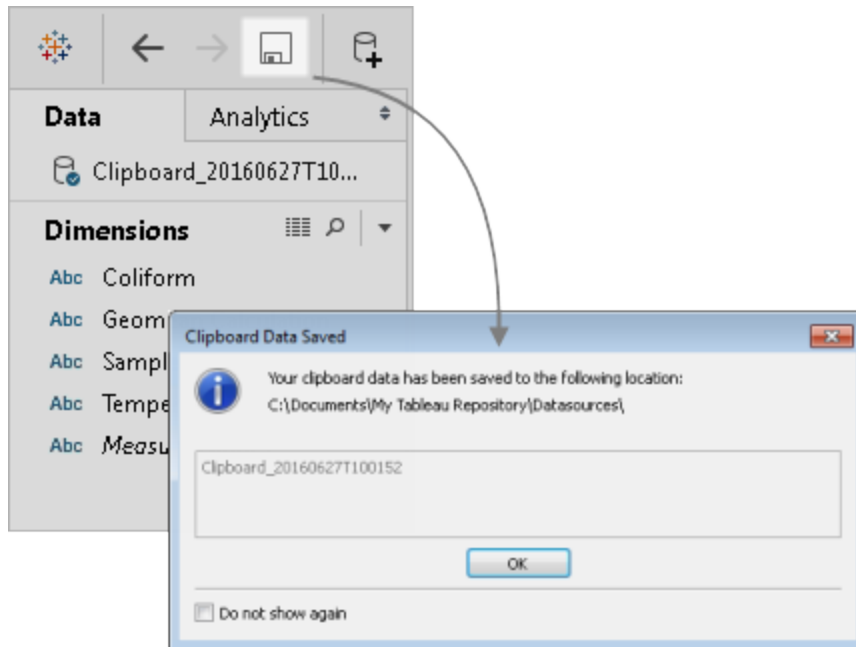 Data
Analytics
Clipboard_20160627T10...
Dimensions
Abc Coliform
Abc Geom
Abc Sampl
Abc Tempe
Abc Measu
Clipboard Data Saved
Your clipboard data has been saved to the following location:
C:\Documents\My Tableau Repository\Datasources\
Clipboard_20160627T100152
OK
Do not show again